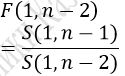 F(1, n − 2)
= S(1, n − 1) / S(1, n − 2)